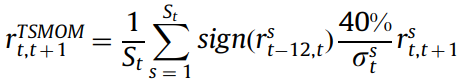 r_{t,t+1}^{TSMOM} = \frac{1}{S_t} \sum_{s=1}^{S_t} sign(r_{t-12,t}^{s}) \frac{40\%}{\sigma_t^s} r_{t,t+1}^{s}